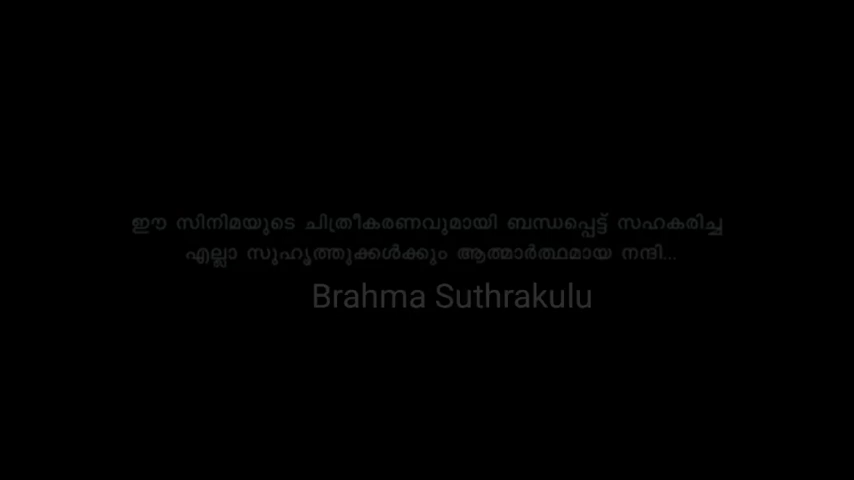 ഈ സിനിമയുടെ ചിത്രീകരണവുമായി ബന്ധപ്പെട്ട് സഹകരിച്ച
എല്ലാ സുഹൃത്തുക്കൾക്കും ആത്മാർത്ഥമായ നന്ദി...
Brahma Suthrakulu